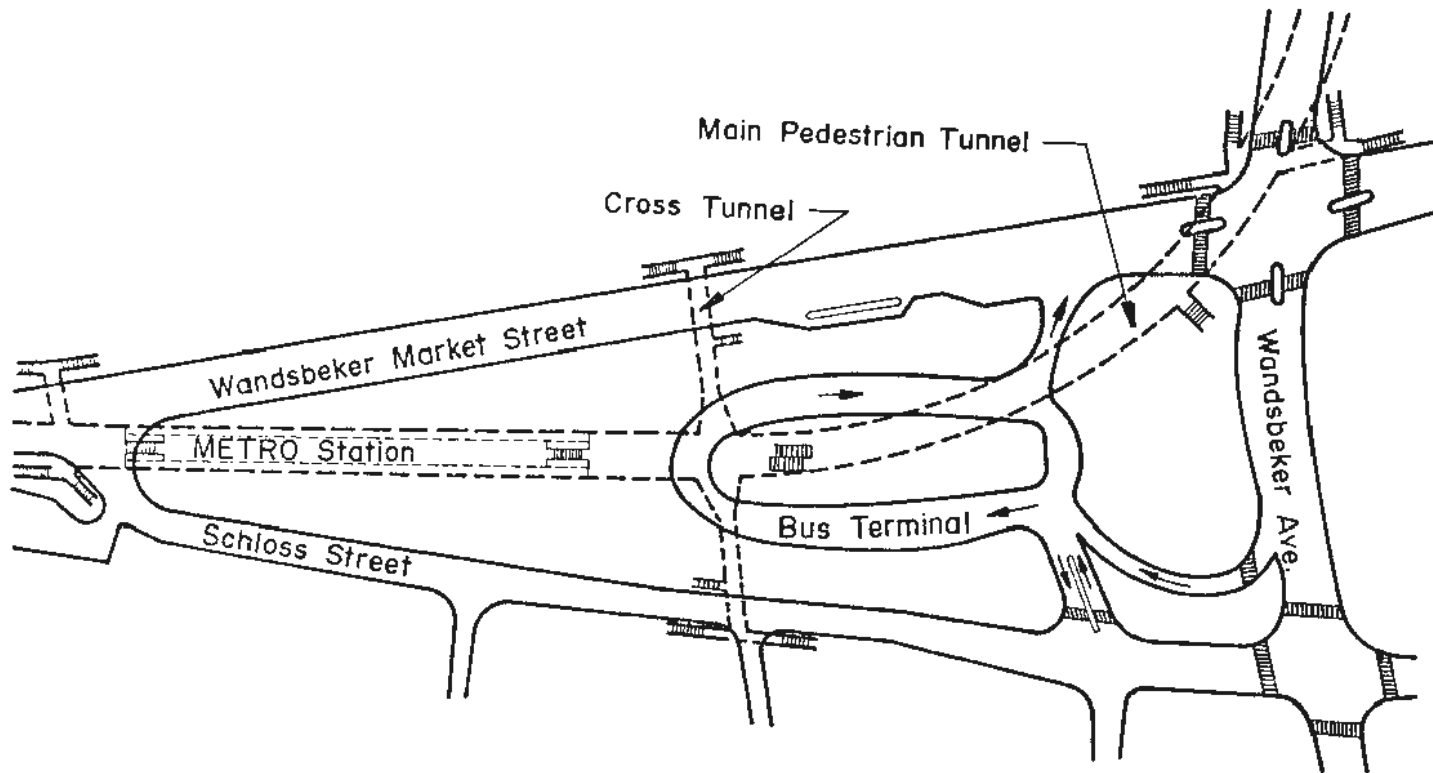 Main Pedestrian Tunnel
Cross Tunnel
Wandsbeker Market Street
METRO Station
Wandsbeker Ave.
Bus Terminal
Schloss Street